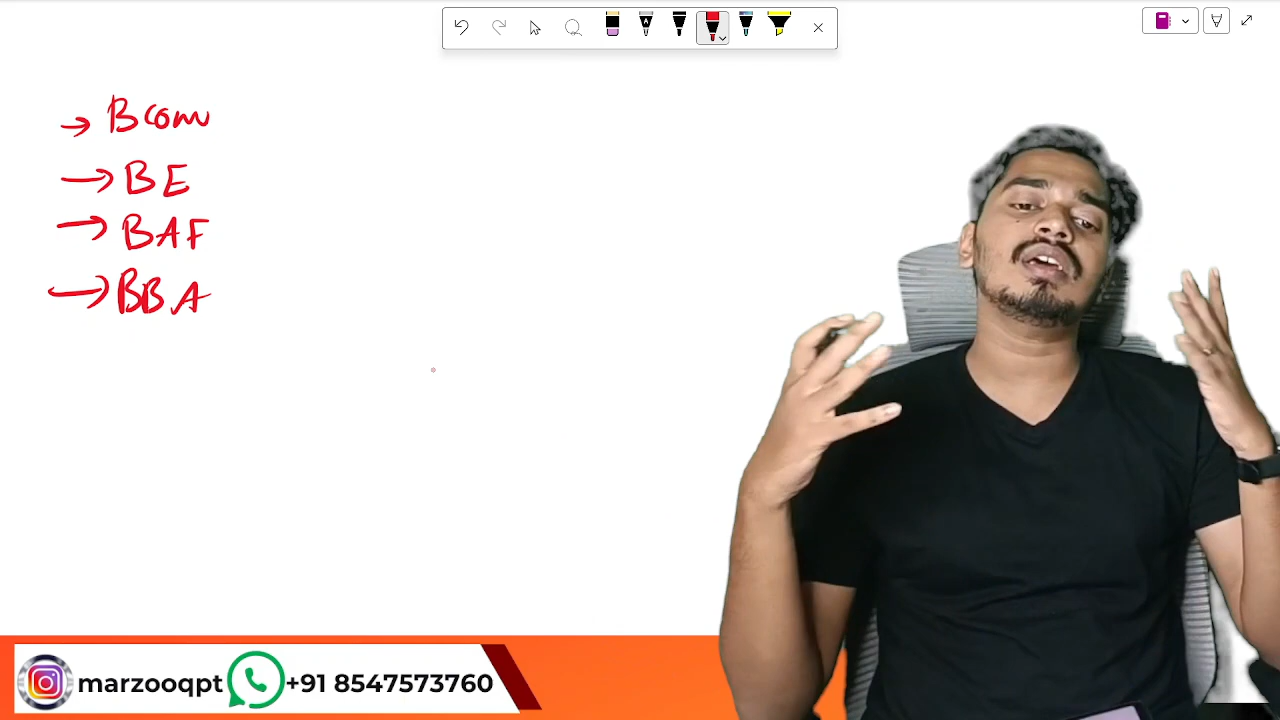 → Bcom
→ BE
→ BAF
→ BBA
marzooqpt +91 8547573760